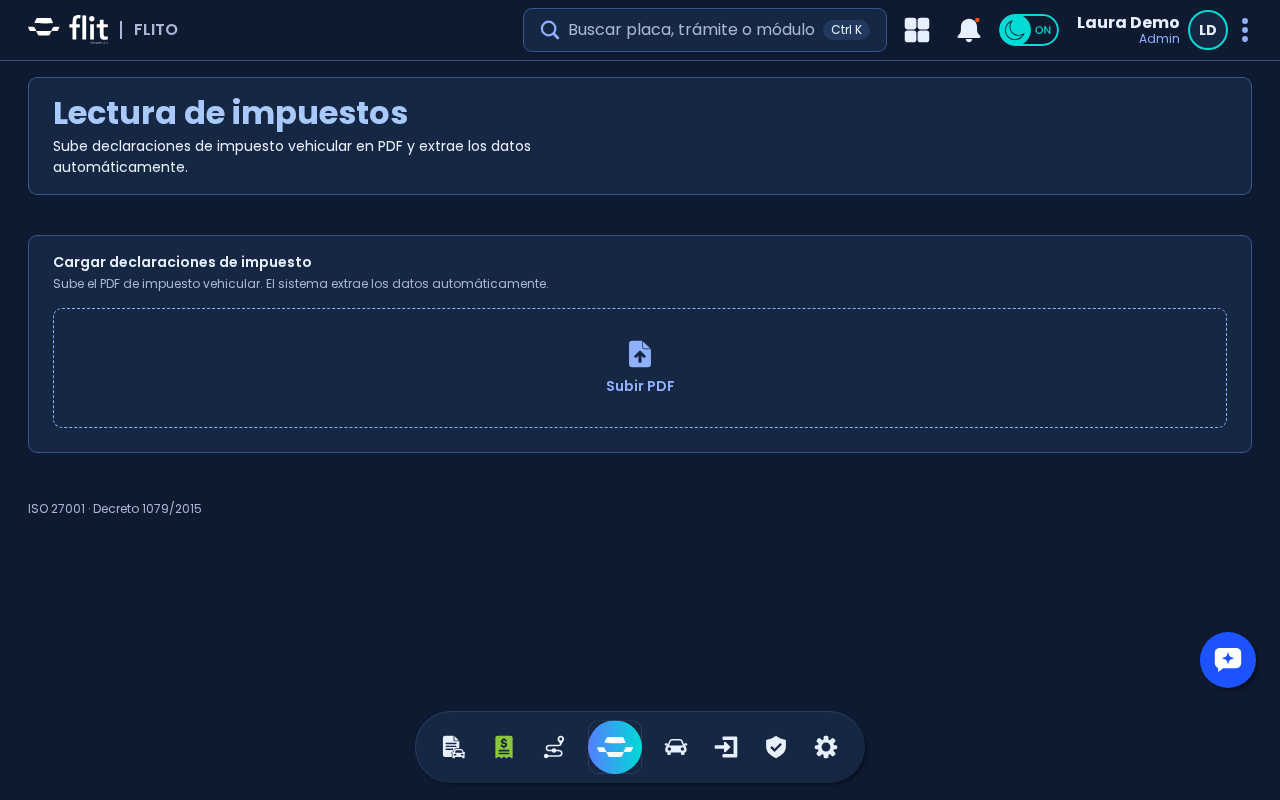 flit
FLITO
Buscar placa, trámite o módulo
Ctrl K
ON
Laura Demo
Admin
LD
Lectura de impuestos
Sube declaraciones de impuesto vehicular en PDF y extrae los datos
automáticamente.
Cargar declaraciones de impuesto
Sube el PDF de impuesto vehicular. El sistema extrae los datos automáticamente.
Subir PDF
ISO 27001 · Decreto 1079/2015